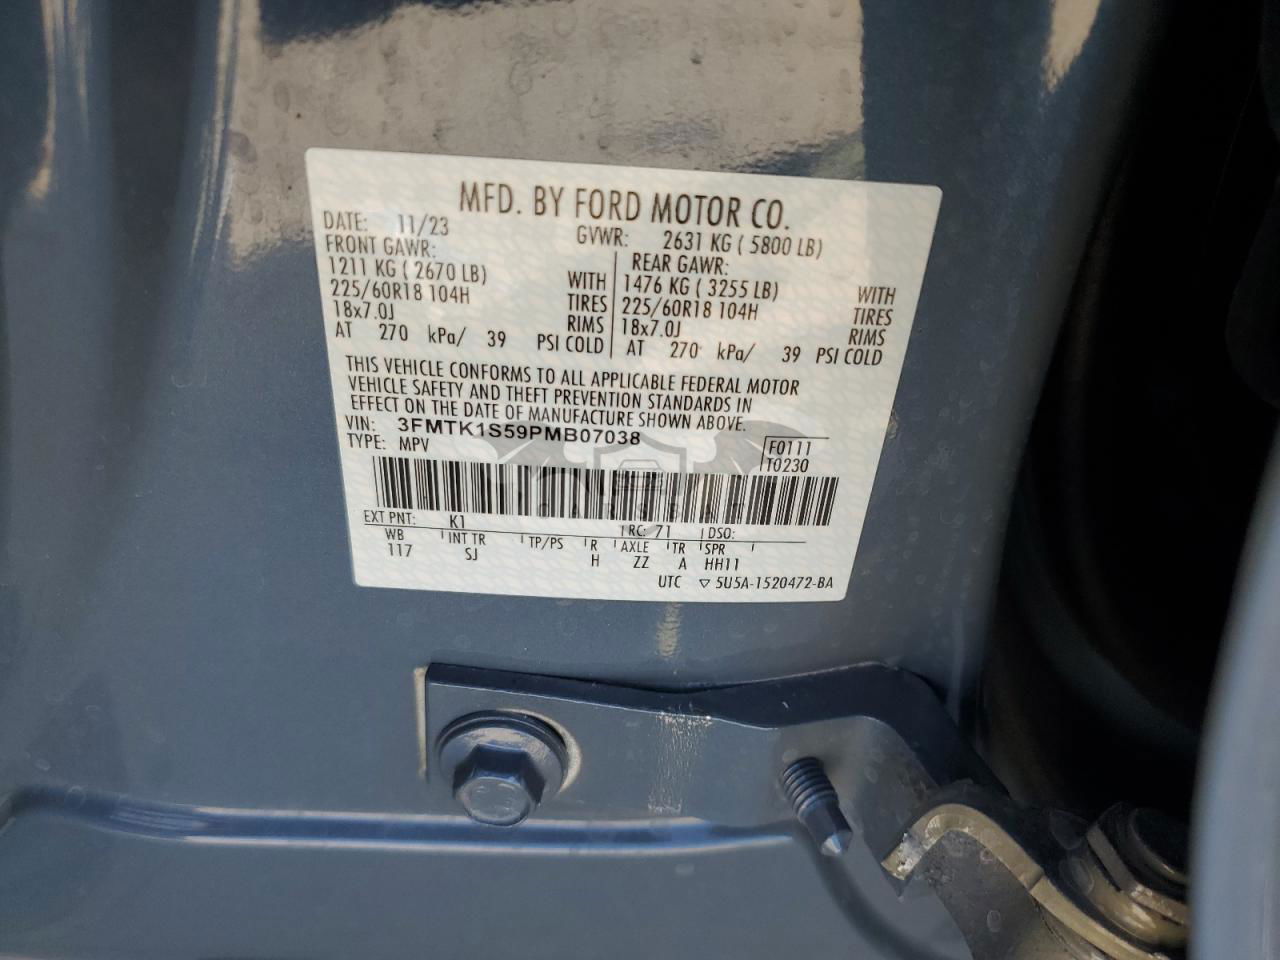 MFD. BY FORD MOTOR CO.
DATE: 11/23 GVWR: 2631 KG ( 5800 LB)
FRONT GAWR: REAR GAWR:
1211 KG ( 2670 LB) WITH 1476 KG ( 3255 LB) WITH
225/60R18 104H TIRES 225/60R18 104H TIRES
18x7.0J RIMS 18x7.0J RIMS
AT 270 kPa/ 39 PSI COLD AT 270 kPa/ 39 PSI COLD
THIS VEHICLE CONFORMS TO ALL APPLICABLE FEDERAL MOTOR
VEHICLE SAFETY AND THEFT PREVENTION STANDARDS IN
EFFECT ON THE DATE OF MANUFACTURE SHOWN ABOVE.
VIN: 3FMTK1S59PMB07038
TYPE: MPV
F0111
T0230
EXT PNT: K1 RC: 71 DSO:
WB INT TR TP/PS R AXLE TR SPR
117 SJ H ZZ A HH11
UTC ▽ 5U5A-1520472-BA